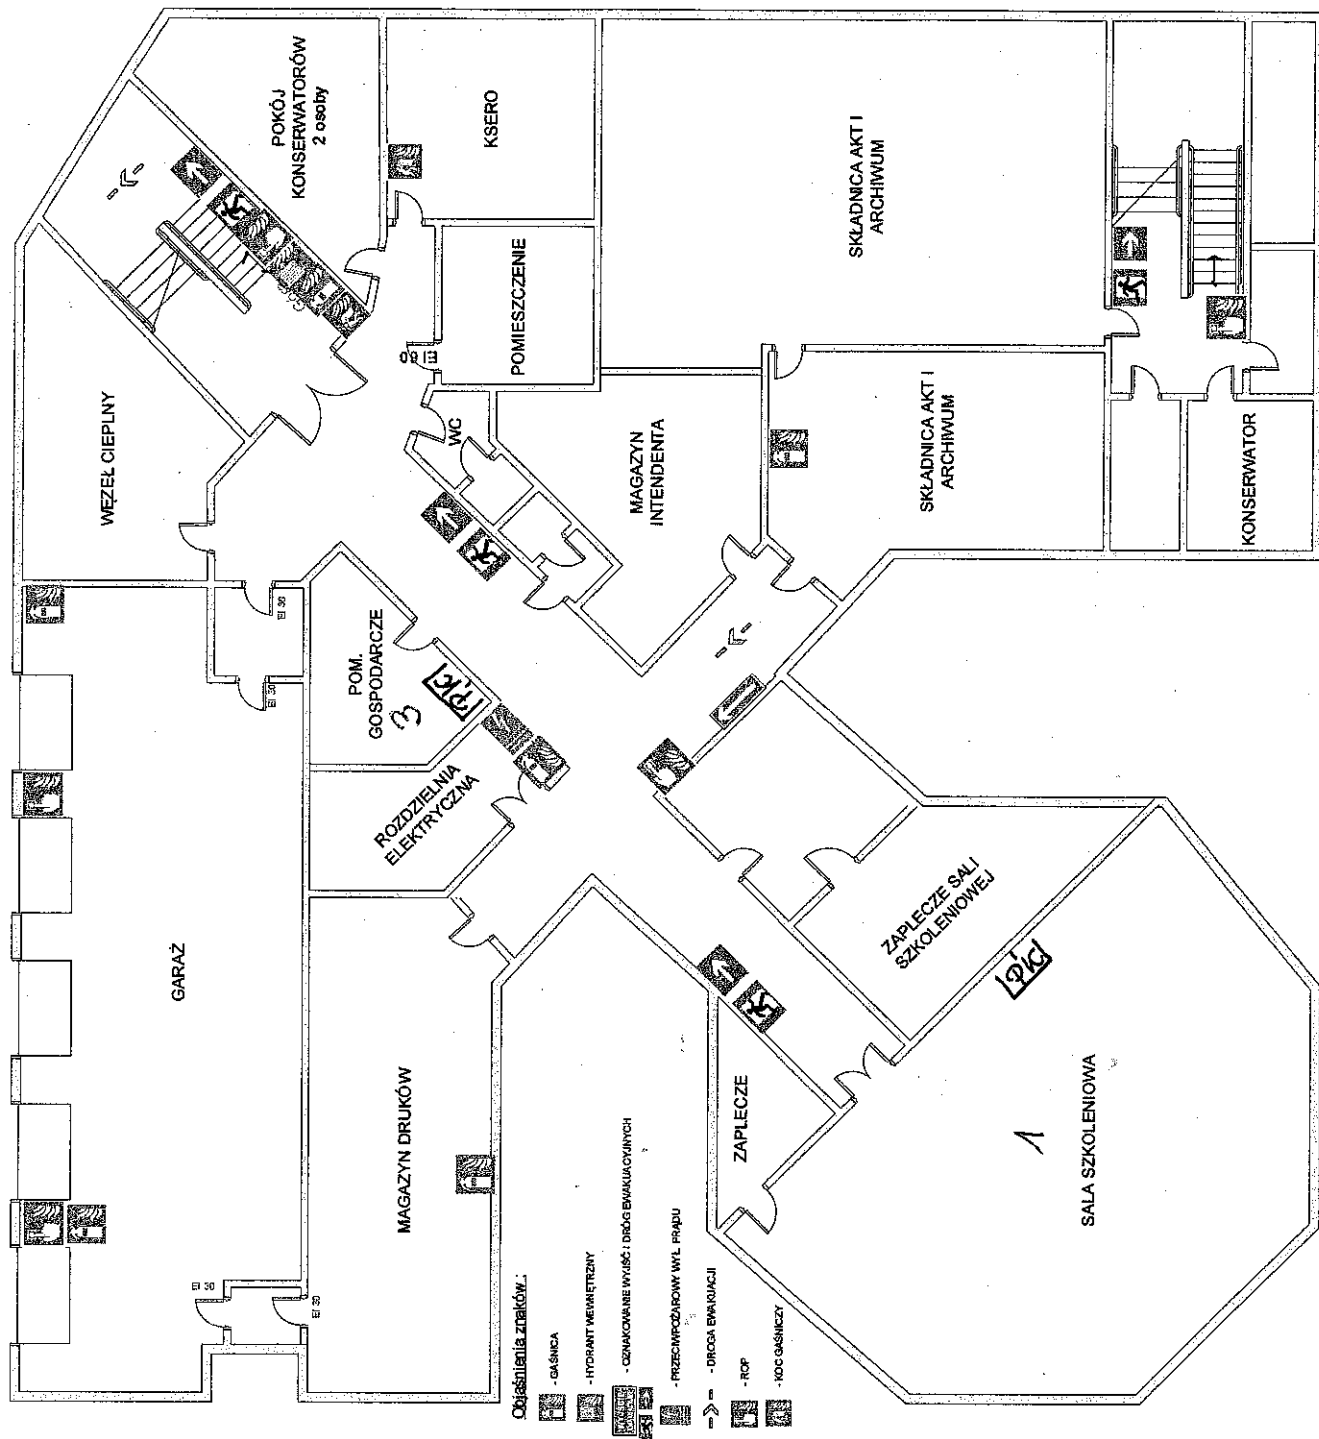 WĘZEŁ CIEPLNY
POKÓJ
KONSERWATORÓW
2 osoby
KSERO
POMIESZCZENIE
EI 60
WC
MAGAZYN
INTENDENTA
SKŁADNICA AKT I
ARCHIWUM
SKŁADNICA AKT I
ARCHIWUM
KONSERWATOR
GARAŻ
EI 30
EI 30
POM.
GOSPODARCZE
3
PK
ROZDZIELNIA
ELEKTRYCZNA
MAGAZYN DRUKÓW
EI 30
EI 30
ZAPLECZE SALI
SZKOLENIOWEJ
PK
ZAPLECZE
1
SALA SZKOLENIOWA
Objaśnienia znaków :
- GAŚNICA
- HYDRANT WEWNĘTRZNY
- OZNAKOWANIE WYJŚĆ I DRÓG EWAKUACYJNYCH
- PRZECIWPOŻAROWY WYŁ. PRĄDU
- DROGA EWAKUACJI
- ROP
- KOC GAŚNICZY